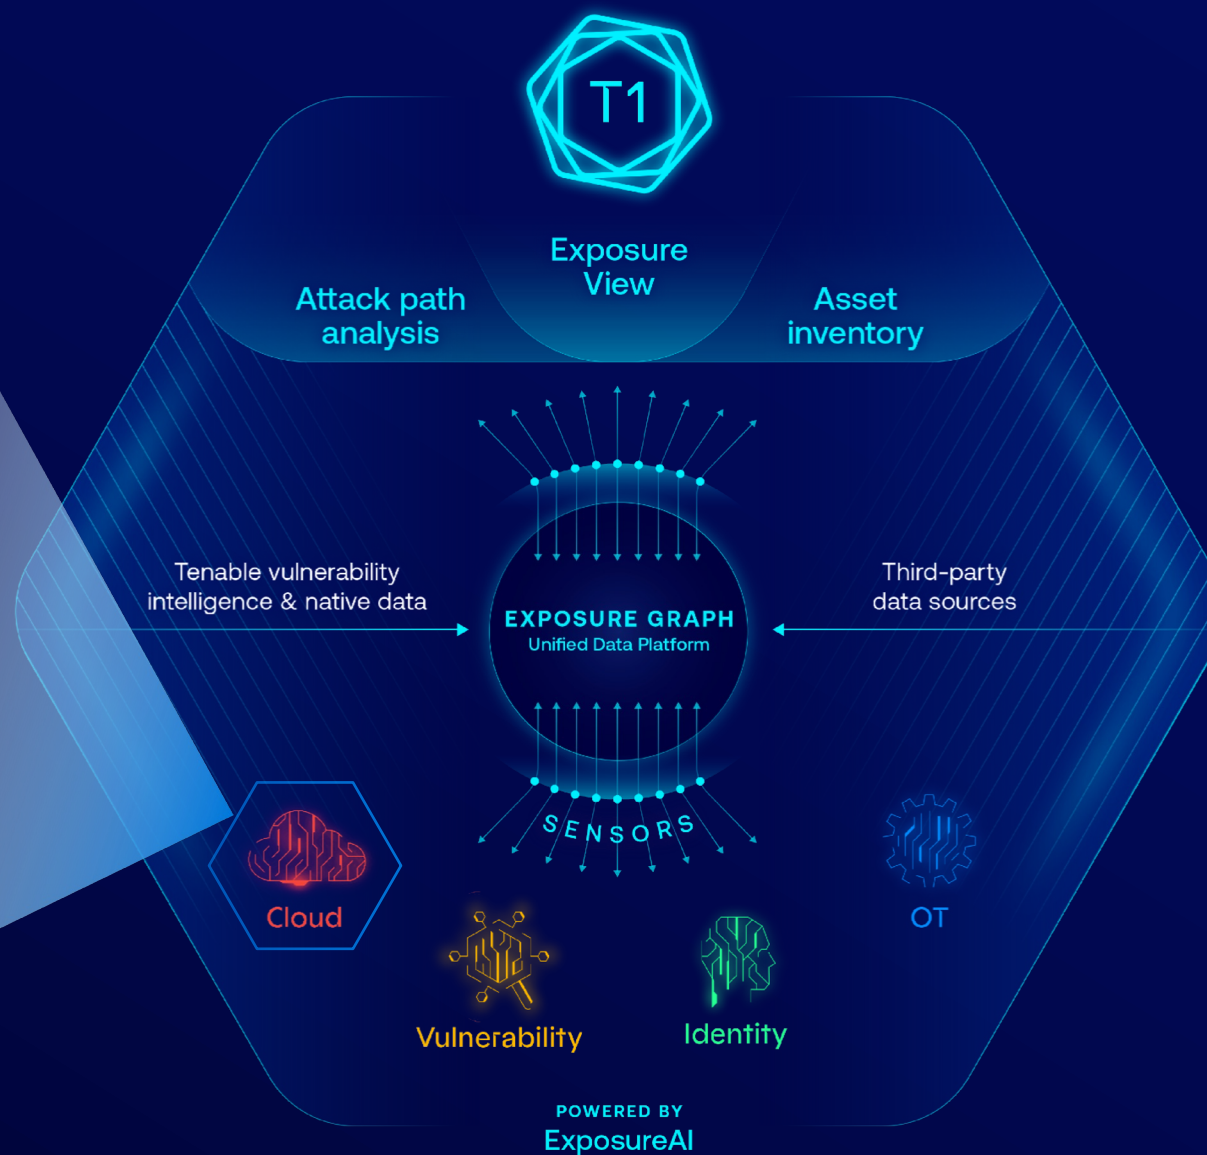 T1
Exposure
View
Attack path
analysis
Asset
inventory
Tenable vulnerability
intelligence & native data
Third-party
data sources
EXPOSURE GRAPH
Unified Data Platform
SENSORS
Cloud
OT
Vulnerability
Identity
POWERED BY
ExposureAI